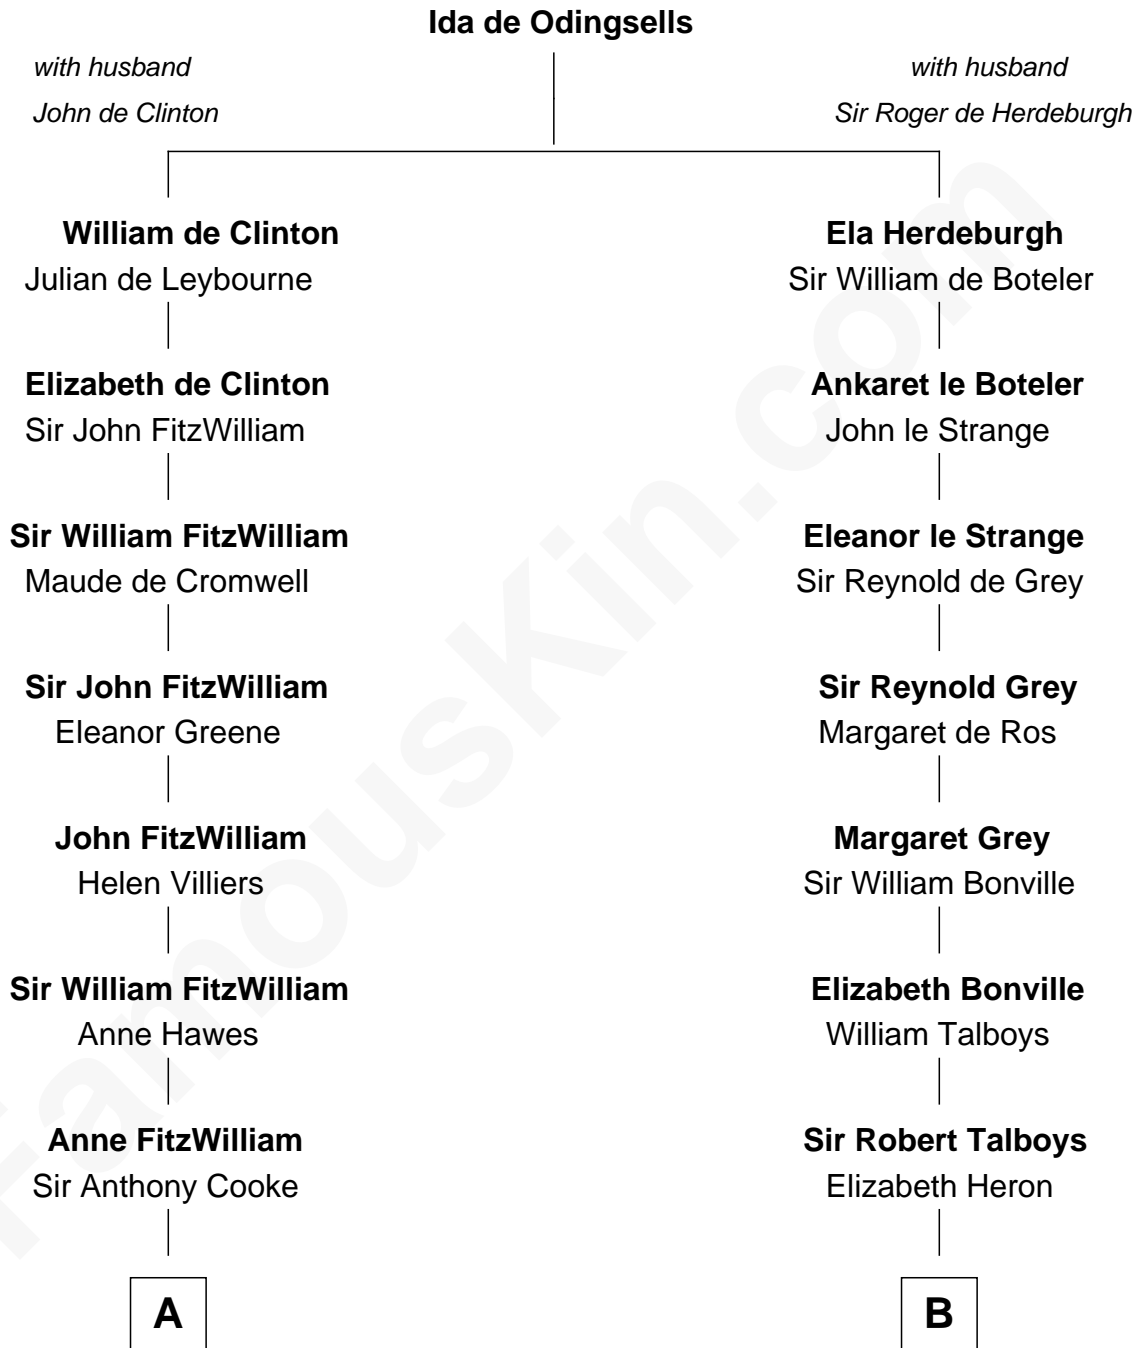 Ida de Odingsells
with husband
John de Clinton
with husband
Sir Roger de Herdeburgh
William de Clinton
Julian de Leybourne
Ela Herdeburgh
Sir William de Boteler
Elizabeth de Clinton
Sir John FitzWilliam
Ankaret le Boteler
John le Strange
Sir William FitzWilliam
Maude de Cromwell
Eleanor le Strange
Sir Reynold de Grey
Sir John FitzWilliam
Eleanor Greene
Sir Reynold Grey
Margaret de Ros
John FitzWilliam
Helen Villiers
Margaret Grey
Sir William Bonville
Sir William FitzWilliam
Anne Hawes
Elizabeth Bonville
William Talboys
Anne FitzWilliam
Sir Anthony Cooke
Sir Robert Talboys
Elizabeth Heron
A
B
FamousKin.com